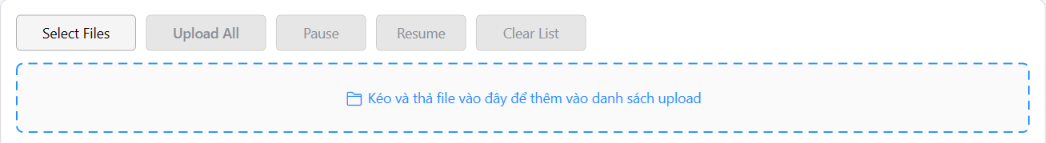 Select Files Upload All Pause Resume Clear List
Kéo và thả file vào đây để thêm vào danh sách upload